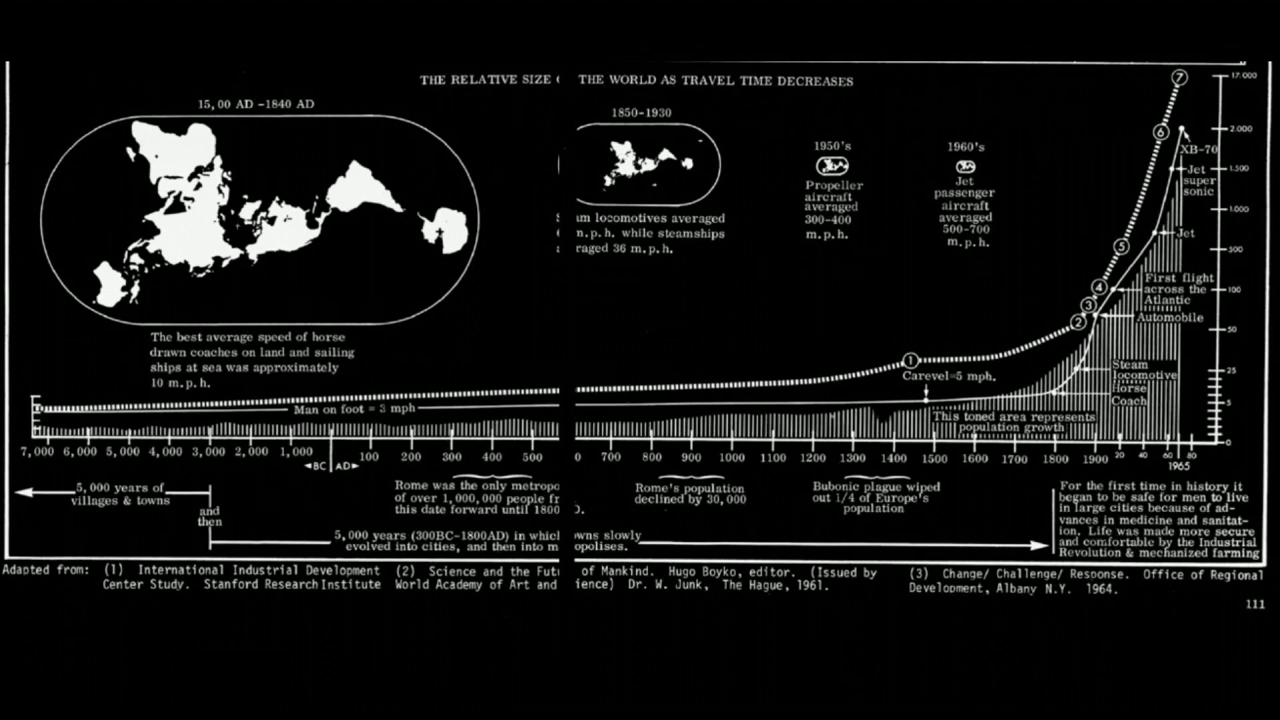 THE RELATIVE SIZE THE WORLD AS TRAVEL TIME DECREASES
15,00 AD -1840 AD
1850-1930
1950's
1960's
The best average speed of horse
drawn coaches on land and sailing
ships at sea was approximately
10 m.p.h.
am locomotives averaged
m.p.h. while steamships
raged 36 m.p.h.
Propeller
aircraft
averaged
300-400
m.p.h.
Jet
passenger
aircraft
averaged
500-700
m.p.h.
7
6
5
4
3
2
1
17.000
2.000
1.500
1.000
500
100
50
25
5
0
XB-70
Jet
super
sonic
Jet
First flight
across the
Atlantic
Automobile
Steam
locomotive
Horse
Coach
Carevel=5 mph.
Man on foot = 3 mph
This toned area represents
population growth
7,000 6,000 5,000 4,000 3,000 2,000 1,000 100 200 300 400 500 0 700 800 900 1000 1100 1200 1300 1400 1500 1600 1700 1800 1900 20 40 60 80
BC AD
1965
5,000 years of
villages & towns
and
then
Rome was the only metropo
of over 1,000,000 people fr
this date forward until 1800 D.
Rome's population
declined by 30,000
Bubonic plague wiped
out 1/4 of Europe's
population
5,000 years (300BC-1800AD) in which owns slowly
evolved into cities, and then into m opolises.
For the first time in history it
began to be safe for men to live
in large cities because of ad-
vances in medicine and sanitat-
ion. Life was made more secure
and comfortable by the Industrial
Revolution & mechanized farming
Adapted from: (1) International Industrial Development
Center Study. Stanford Research Institute
(2) Science and the Futu of Mankind. Hugo Boyko, editor. (Issued by
World Academy of Art and ience) Dr. W. Junk, The Hague, 1961.
(3) Change/ Challenge/ Response. Office of Regional
Development, Albany N.Y. 1964.
111